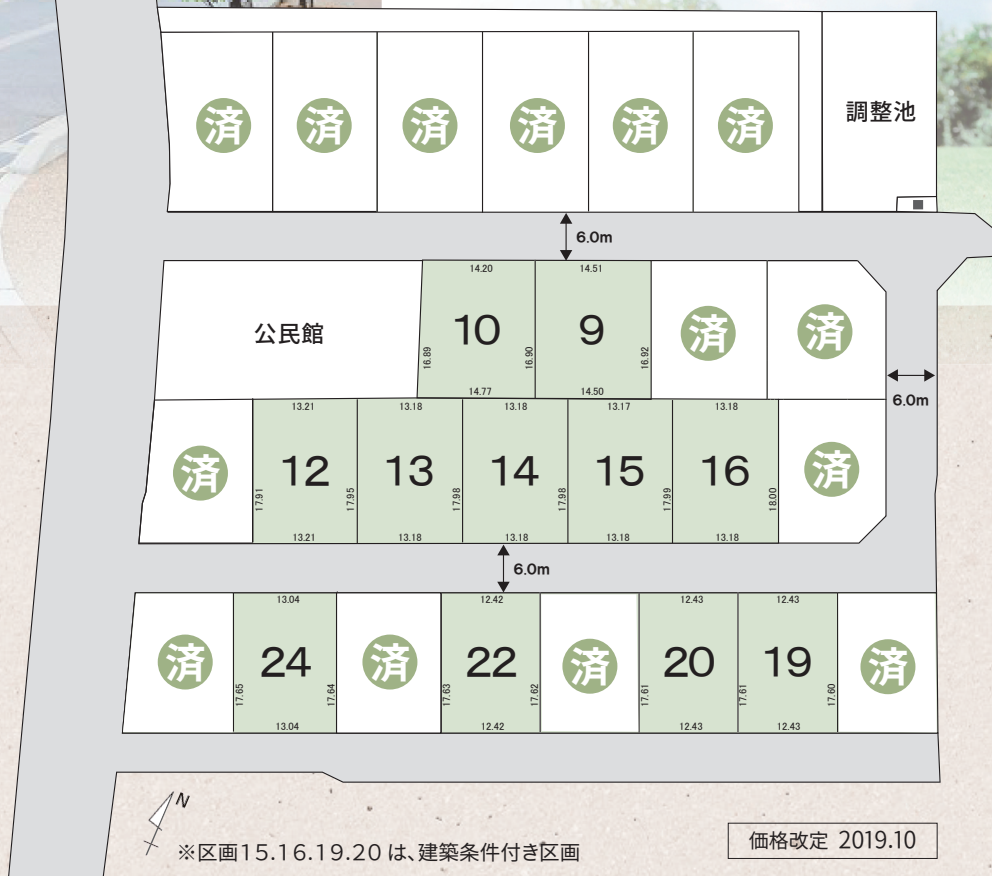 済 済 済 済 済 済
調整池
6.0m
14.20 14.51
公民館 10 9 済 済
16.89 16.90 16.92
14.77 14.50
6.0m
13.21 13.18 13.18 13.17 13.18
済 12 13 14 15 16 済
17.91 17.95 17.98 17.98 17.99 18.00
13.21 13.18 13.18 13.18 13.18
6.0m
13.04 12.42 12.43 12.43
済 24 済 22 済 20 19 済
17.65 17.64 17.63 17.62 17.61 17.61 17.60
13.04 12.42 12.43 12.43
N
※区画15.16.19.20 は、建築条件付き区画
価格改定 2019.10